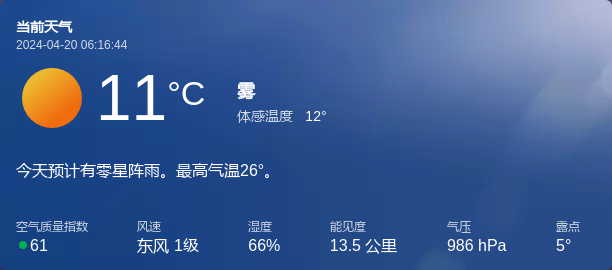 当前天气
2024-04-20 06:16:44
11°C
雾
体感温度 12°
今天预计有零星阵雨。最高气温26°。
空气质量指数 风速 湿度 能见度 气压 露点
61 东风 1级 66% 13.5 公里 986 hPa 5°